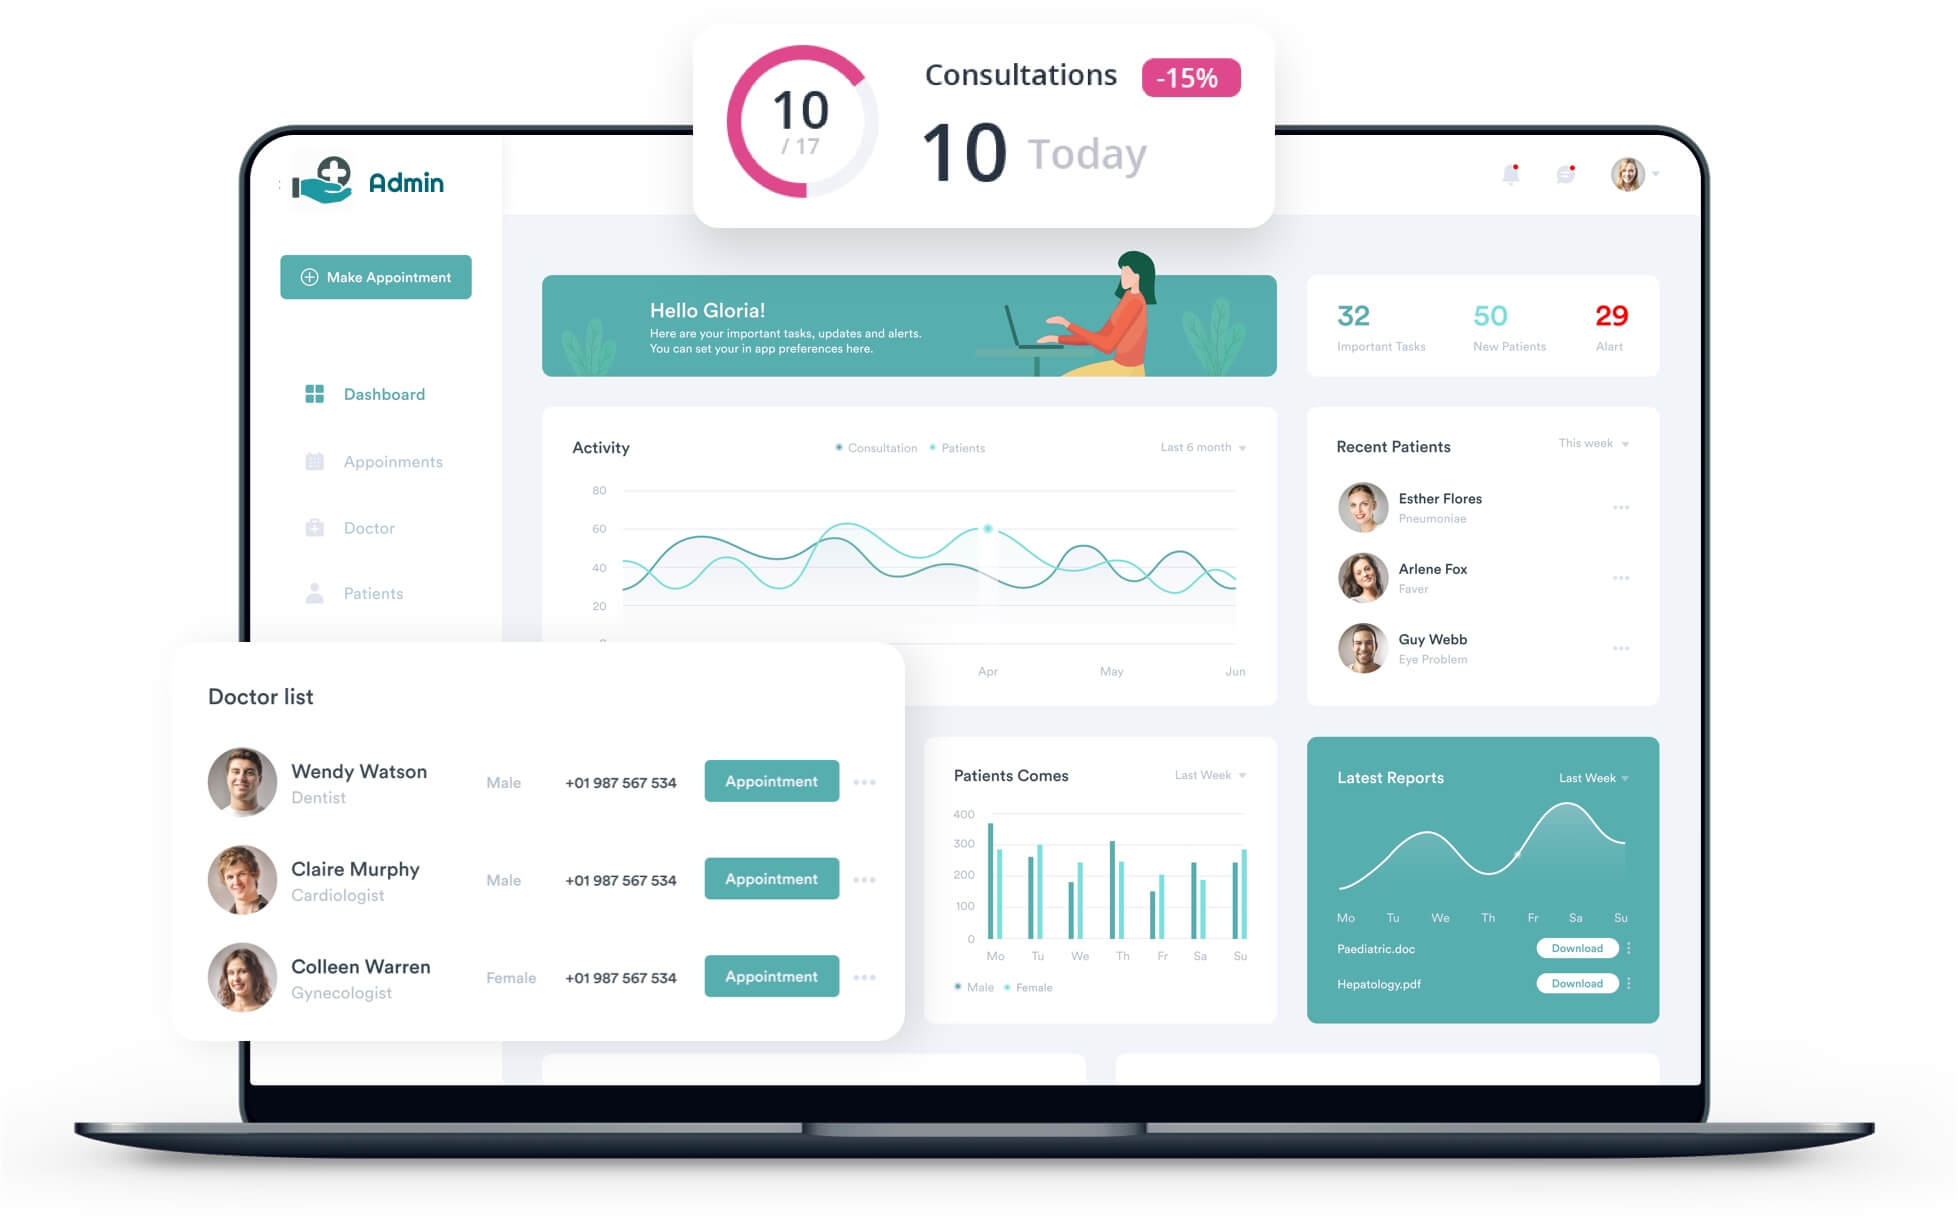 10
/ 17
Consultations
-15%
10 Today
Admin
Make Appointment
Dashboard
Appoinments
Doctor
Patients
Hello Gloria!
Here are your important tasks, updates and alerts.
You can set your in app preferences here.
32
Important Tasks
50
New Patients
29
Alart
Activity
Consultation
Patients
Last 6 month
80
60
40
20
Apr
May
Jun
Recent Patients
This week
Esther Flores
Pneumoniae
Arlene Fox
Faver
Guy Webb
Eye Problem
Doctor list
Wendy Watson
Dentist
Male
+01 987 567 534
Appointment
Claire Murphy
Cardiologist
Male
+01 987 567 534
Appointment
Colleen Warren
Gynecologist
Female
+01 987 567 534
Appointment
Patients Comes
Last Week
400
300
200
100
0
Mo Tu We Th Fr Sa Su
Male
Female
Latest Reports
Last Week
Mo Tu We Th Fr Sa Su
Paediatric.doc
Download
Hepatology.pdf
Download